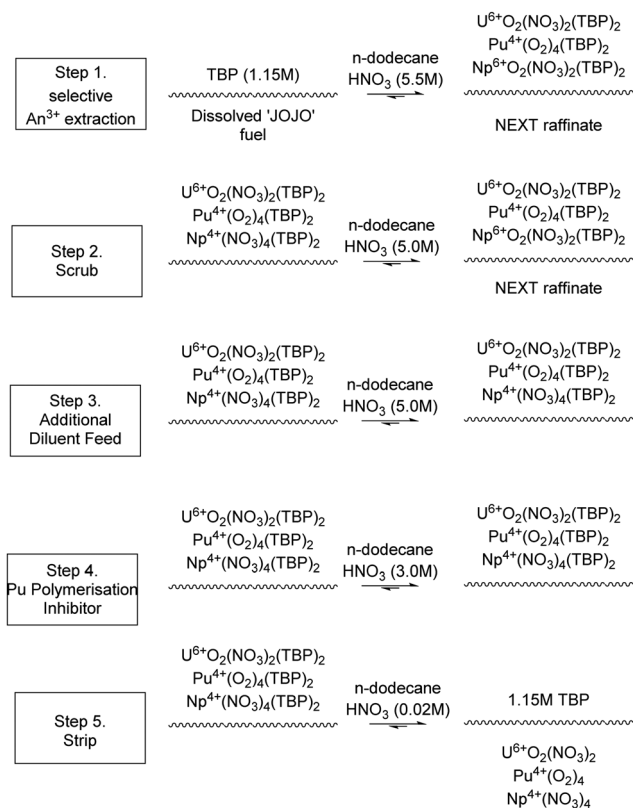 Step 1.
selective
An³⁺ extraction
TBP (1.15M)
Dissolved 'JOJO'
fuel
n-dodecane
HNO₃ (5.5M)
U⁶⁺O₂(NO₃)₂(TBP)₂
Pu⁴⁺(O₂)₄(TBP)₂
Np⁶⁺O₂(NO₃)₂(TBP)₂
NEXT raffinate
Step 2.
Scrub
U⁶⁺O₂(NO₃)₂(TBP)₂
Pu⁴⁺(O₂)₄(TBP)₂
Np⁴⁺(NO₃)₄(TBP)₂
n-dodecane
HNO₃ (5.0M)
U⁶⁺O₂(NO₃)₂(TBP)₂
Pu⁴⁺(O₂)₄(TBP)₂
Np⁶⁺O₂(NO₃)₂(TBP)₂
NEXT raffinate
Step 3.
Additional
Diluent Feed
U⁶⁺O₂(NO₃)₂(TBP)₂
Pu⁴⁺(O₂)₄(TBP)₂
Np⁴⁺(NO₃)₄(TBP)₂
n-dodecane
HNO₃ (5.0M)
U⁶⁺O₂(NO₃)₂(TBP)₂
Pu⁴⁺(O₂)₄(TBP)₂
Np⁴⁺(NO₃)₄(TBP)₂
Step 4.
Pu Polymerisation
Inhibitor
U⁶⁺O₂(NO₃)₂(TBP)₂
Pu⁴⁺(O₂)₄(TBP)₂
Np⁴⁺(NO₃)₄(TBP)₂
n-dodecane
HNO₃ (3.0M)
U⁶⁺O₂(NO₃)₂(TBP)₂
Pu⁴⁺(O₂)₄(TBP)₂
Np⁴⁺(NO₃)₄(TBP)₂
Step 5.
Strip
U⁶⁺O₂(NO₃)₂(TBP)₂
Pu⁴⁺(O₂)₄(TBP)₂
Np⁴⁺(NO₃)₄(TBP)₂
n-dodecane
HNO₃ (0.02M)
1.15M TBP
U⁶⁺O₂(NO₃)₂
Pu⁴⁺(O₂)₄
Np⁴⁺(NO₃)₄